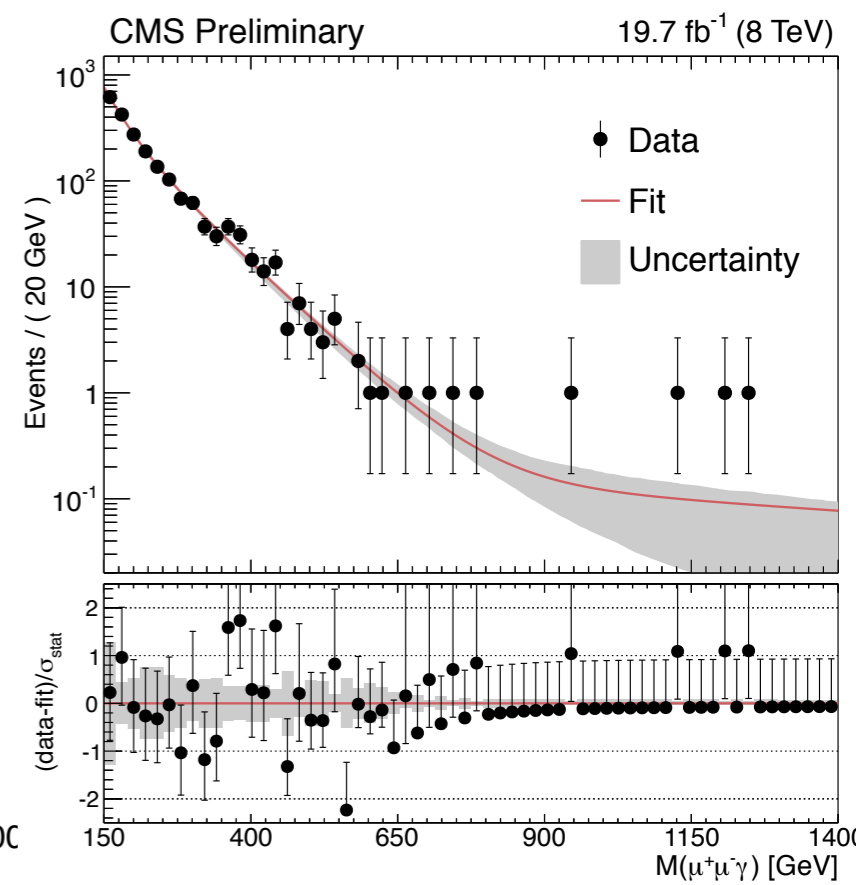 CMS Preliminary 19.7 fb⁻¹ (8 TeV)
10³
10²
10
1
10⁻¹
Events / ( 20 GeV )
Data
Fit
Uncertainty
2
1
0
-1
-2
(data-fit)/σstat
150 400 650 900 1150 1400
M(μ⁺μ⁻γ) [GeV]